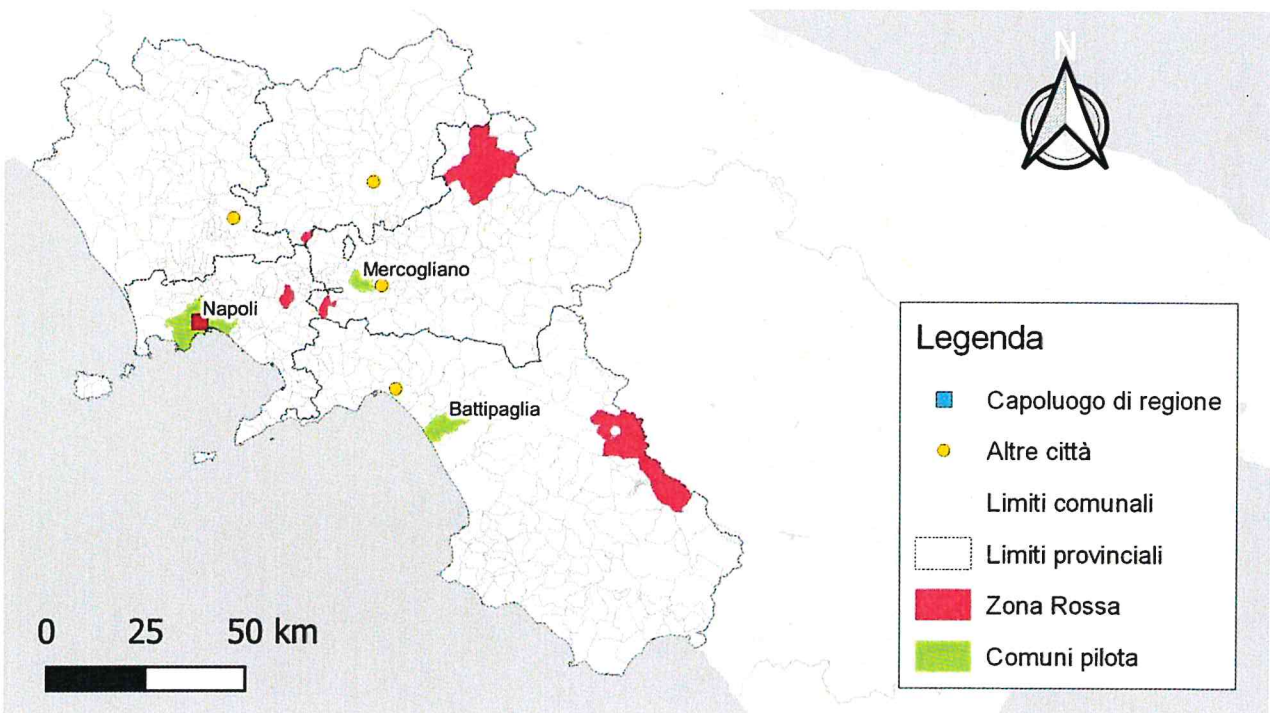 N
Mercogliano
Napoli
Battipaglia
Legenda
Capoluogo di regione
Altre città
Limiti comunali
Limiti provinciali
Zona Rossa
Comuni pilota
0 25 50 km